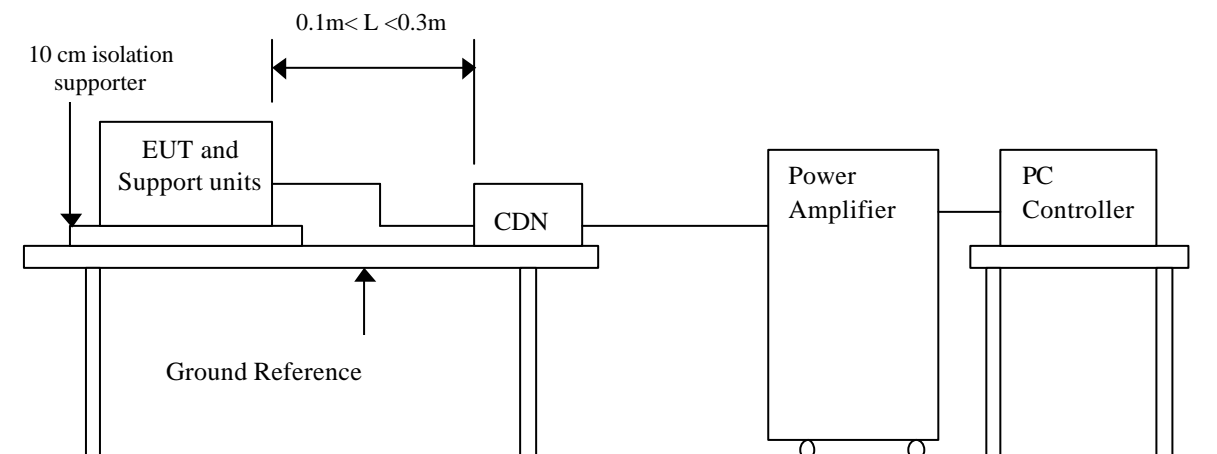 0.1m< L <0.3m
10 cm isolation
supporter
EUT and
Support units
CDN
Power
Amplifier
PC
Controller
Ground Reference